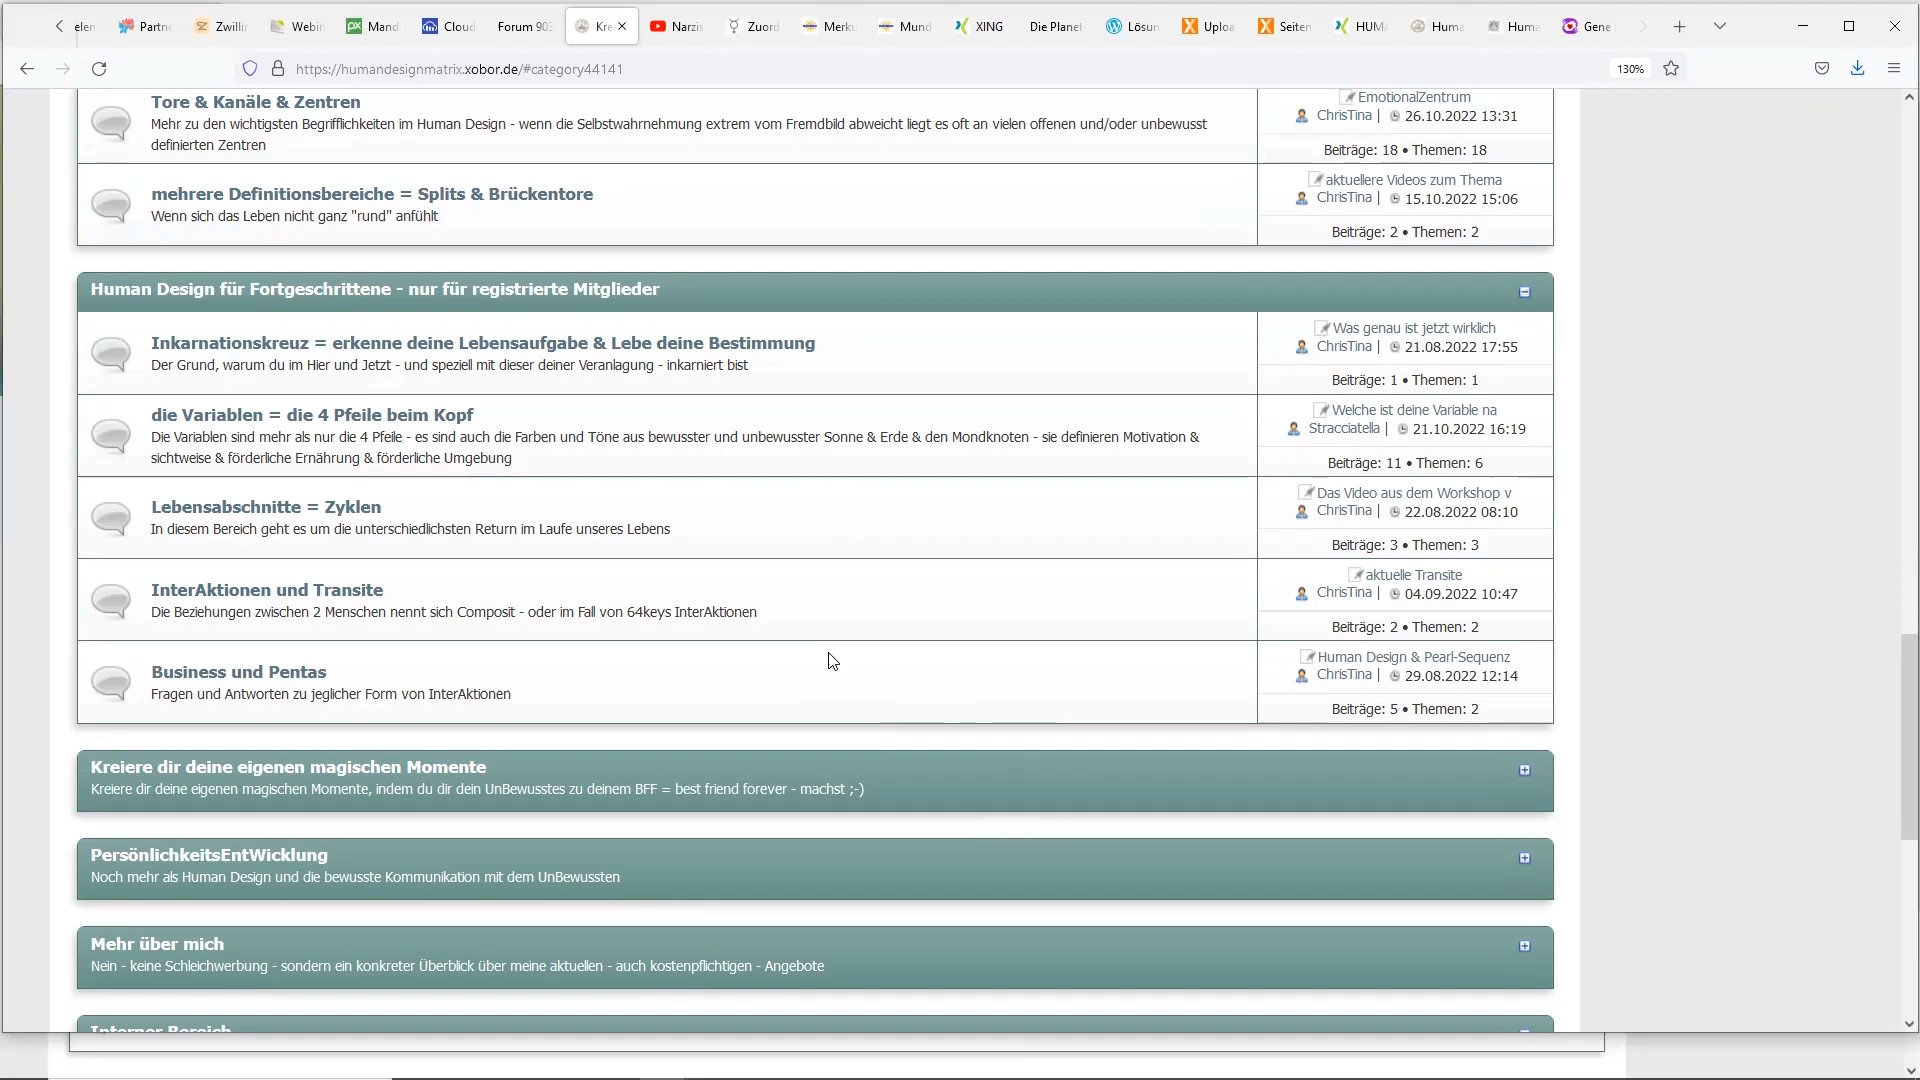 elen
Partne
Zwillin
Webin
Mand
Cloud
Forum 903
Kre
Narzis
Zuord
Merku
Mund
XING
Die Planet
Lösun
Uploa
Seiten
HUMA
Huma
Huma
Gene
https://humandesignmatrix.xobor.de/#category44141
130%
Tore & Kanäle & Zentren
Mehr zu den wichtigsten Begrifflichkeiten im Human Design - wenn die Selbstwahrnehmung extrem vom Fremdbild abweicht liegt es oft an vielen offenen und/oder unbewusst
definierten Zentren
EmotionalZentrum
ChrisTina | 26.10.2022 13:31
Beiträge: 18 • Themen: 18
mehrere Definitionsbereiche = Splits & Brückentore
Wenn sich das Leben nicht ganz "rund" anfühlt
aktuellere Videos zum Thema
ChrisTina | 15.10.2022 15:06
Beiträge: 2 • Themen: 2
Human Design für Fortgeschrittene - nur für registrierte Mitglieder
Inkarnationskreuz = erkenne deine Lebensaufgabe & Lebe deine Bestimmung
Der Grund, warum du im Hier und Jetzt - und speziell mit dieser deiner Veranlagung - inkarniert bist
Was genau ist jetzt wirklich
ChrisTina | 21.08.2022 17:55
Beiträge: 1 • Themen: 1
die Variablen = die 4 Pfeile beim Kopf
Die Variablen sind mehr als nur die 4 Pfeile - es sind auch die Farben und Töne aus bewusster und unbewusster Sonne & Erde & den Mondknoten - sie definieren Motivation &
sichtweise & förderliche Ernährung & förderliche Umgebung
Welche ist deine Variable na
Stracciatella | 21.10.2022 16:19
Beiträge: 11 • Themen: 6
Lebensabschnitte = Zyklen
In diesem Bereich geht es um die unterschiedlichsten Return im Laufe unseres Lebens
Das Video aus dem Workshop v
ChrisTina | 22.08.2022 08:10
Beiträge: 3 • Themen: 3
InterAktionen und Transite
Die Beziehungen zwischen 2 Menschen nennt sich Composit - oder im Fall von 64keys InterAktionen
aktuelle Transite
ChrisTina | 04.09.2022 10:47
Beiträge: 2 • Themen: 2
Business und Pentas
Fragen und Antworten zu jeglicher Form von InterAktionen
Human Design & Pearl-Sequenz
ChrisTina | 29.08.2022 12:14
Beiträge: 5 • Themen: 2
Kreiere dir deine eigenen magischen Momente
Kreiere dir deine eigenen magischen Momente, indem du dir dein UnBewusstes zu deinem BFF = best friend forever - machst ;-)
PersönlichkeitsEntWicklung
Noch mehr als Human Design und die bewusste Kommunikation mit dem UnBewussten
Mehr über mich
Nein - keine Schleichwerbung - sondern ein konkreter Überblick über meine aktuellen - auch kostenpflichtigen - Angebote
Interner Bereich